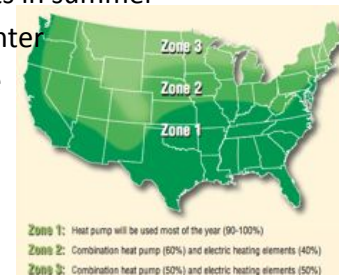 s in summer
nter
Zone 3
Zone 2
Zone 1
Zone 1: Heat pump will be used most of the year (90-100%)
Zone 2: Combination heat pump (60%) and electric heating elements (40%)
Zone 3: Combination heat pump (50%) and electric heating elements (50%)